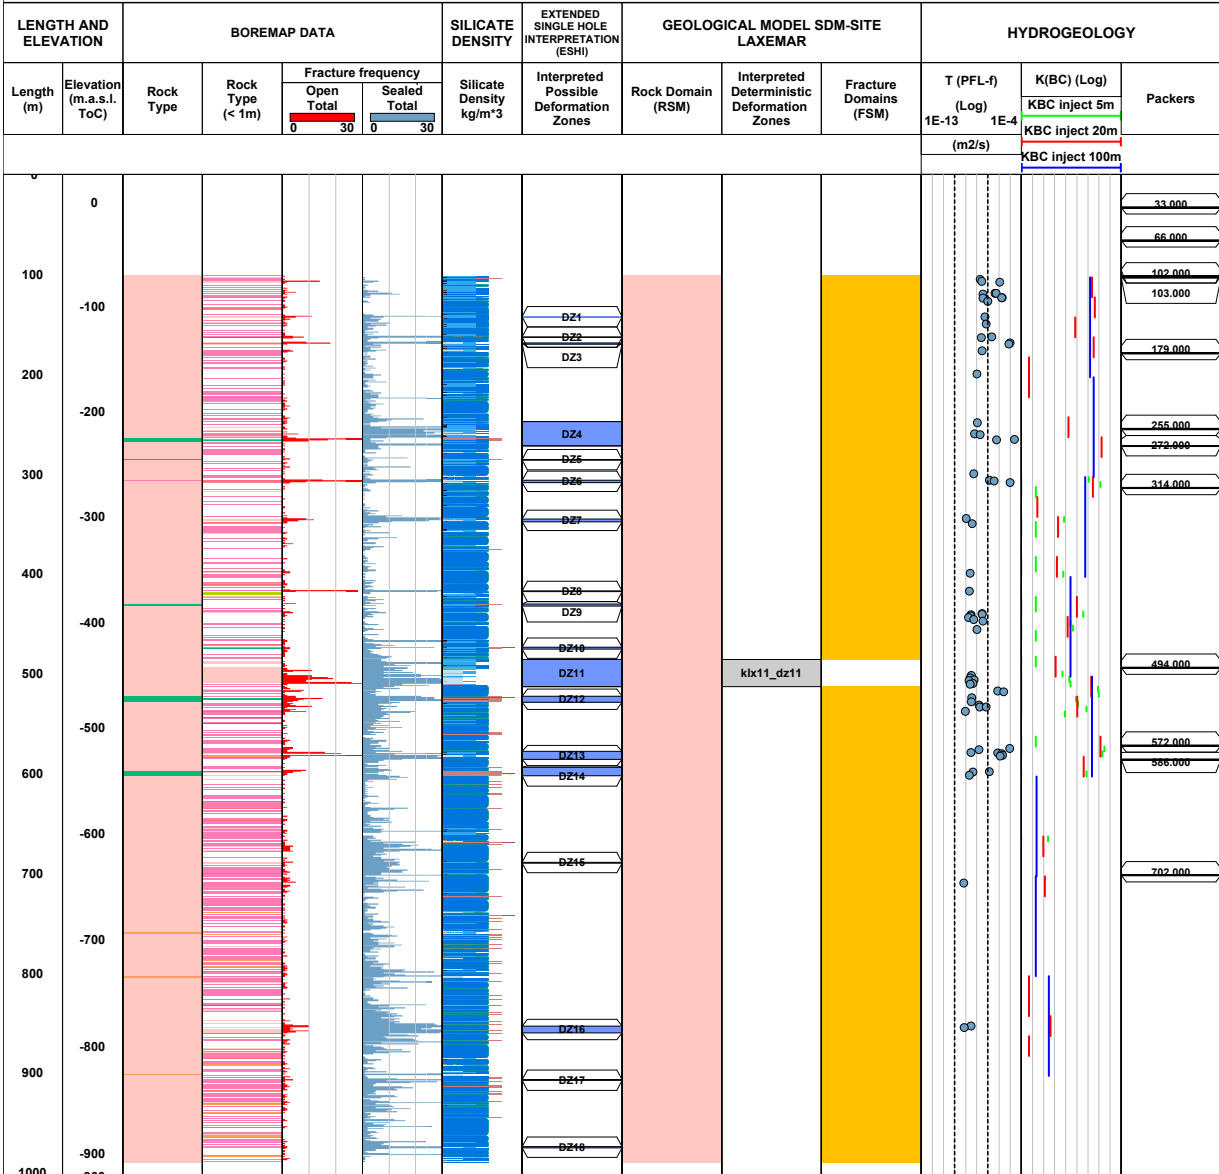 LENGTH AND ELEVATION
BOREMAP DATA
SILICATE DENSITY
EXTENDED SINGLE HOLE INTERPRETATION (ESHI)
GEOLOGICAL MODEL SDM-SITE LAXEMAR
HYDROGEOLOGY
Length (m)
Elevation (m.a.s.l. ToC)
Rock Type
Rock Type (< 1m)
Fracture frequency
Open Total
0 30
Sealed Total
0 30
Silicate Density kg/m*3
Interpreted Possible Deformation Zones
Rock Domain (RSM)
Interpreted Deterministic Deformation Zones
Fracture Domains (FSM)
T (PFL-f)
(Log)
1E-13 1E-4
(m2/s)
K(BC) (Log)
KBC inject 5m
KBC inject 20m
KBC inject 100m
Packers
0
100
200
300
400
500
600
700
800
900
1000
0
-100
-200
-300
-400
-500
-600
-700
-800
-900
DZ1
DZ2
DZ3
DZ4
DZ5
DZ6
DZ7
DZ8
DZ9
DZ10
DZ11
DZ12
DZ13
DZ14
DZ15
DZ16
DZ17
DZ18
klx11_dz11
33.000
66.000
102.000
103.000
179.000
255.000
272.000
314.000
494.000
572.000
586.000
702.000